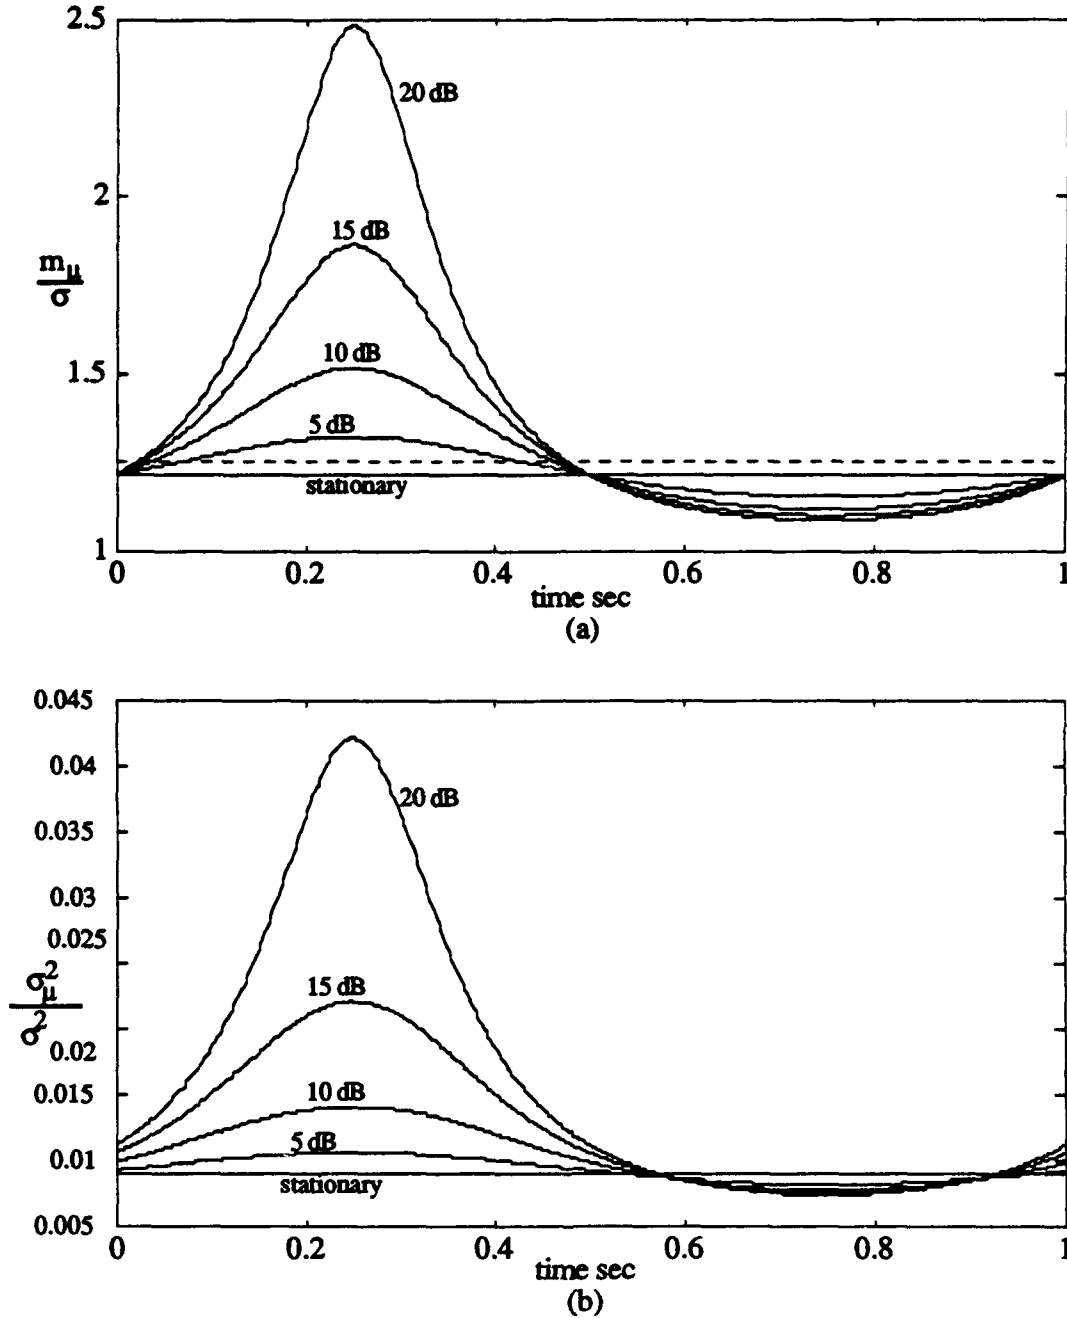 2.5
20 dB
2
15 dB
m_μ
σ
10 dB
1.5
5 dB
stationary
1
0 0.2 0.4 0.6 0.8 1
time sec
(a)
0.045
0.04
20 dB
0.035
0.03
0.025
σ_μ^2
σ^2
15 dB
0.02
0.015
10 dB
5 dB
0.01
stationary
0.005
0 0.2 0.4 0.6 0.8 1
time sec
(b)